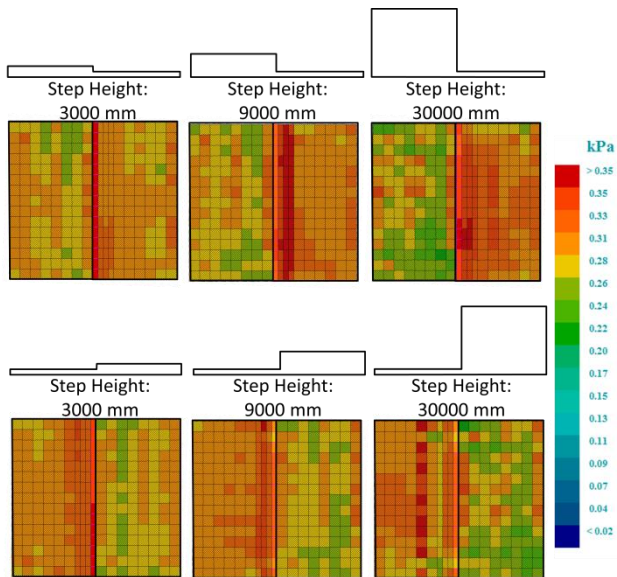 Step Height:
3000 mm
Step Height:
9000 mm
Step Height:
30000 mm
kPa
> 0.35
0.35
0.33
0.31
0.28
0.26
0.24
0.22
0.20
0.17
0.15
0.13
0.11
0.09
0.07
0.04
< 0.02
Step Height:
3000 mm
Step Height:
9000 mm
Step Height:
30000 mm